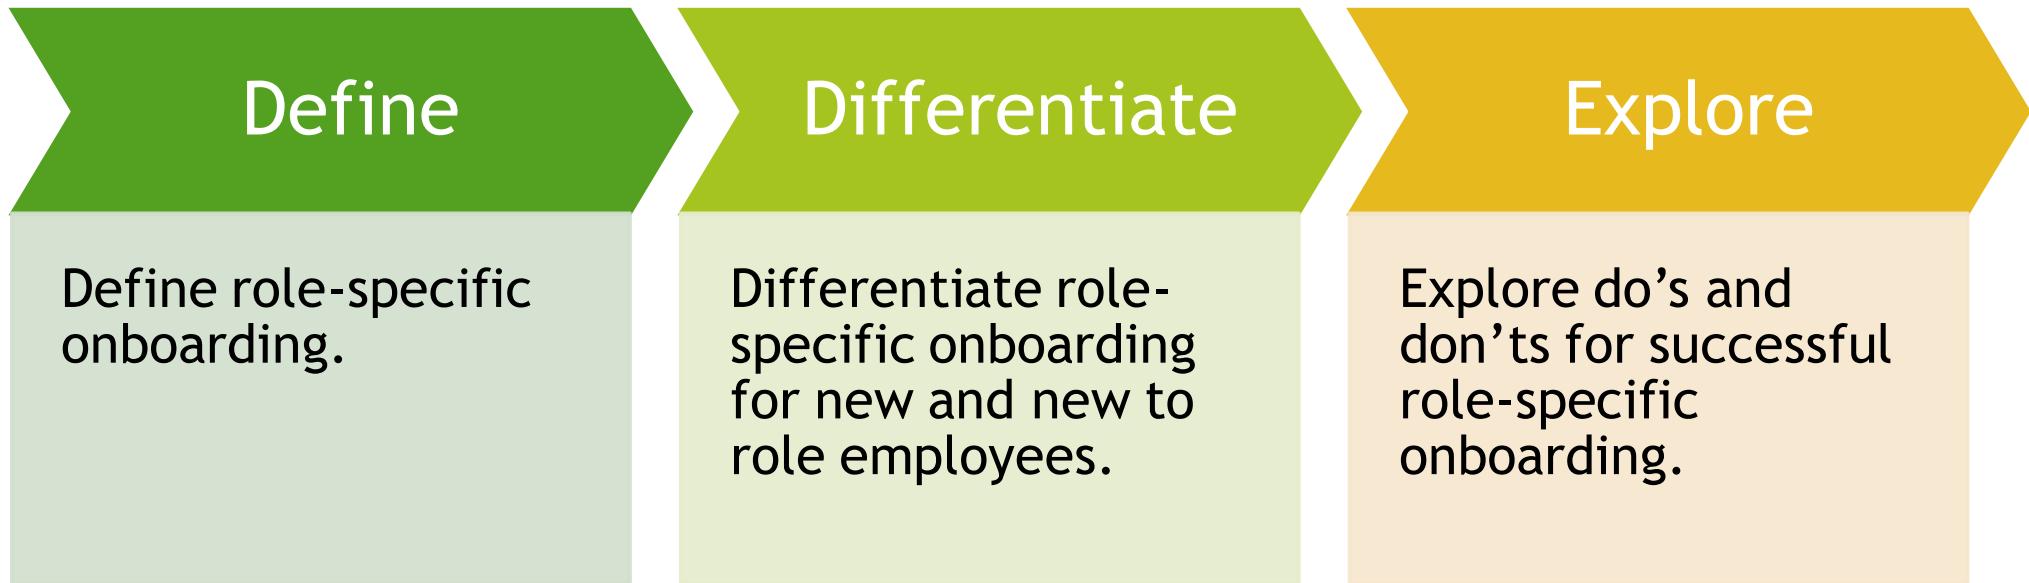 Define
Define role-specific
onboarding.
Differentiate
Differentiate role-
specific onboarding
for new and new to
role employees.
Explore
Explore do’s and
don’ts for successful
role-specific
onboarding.